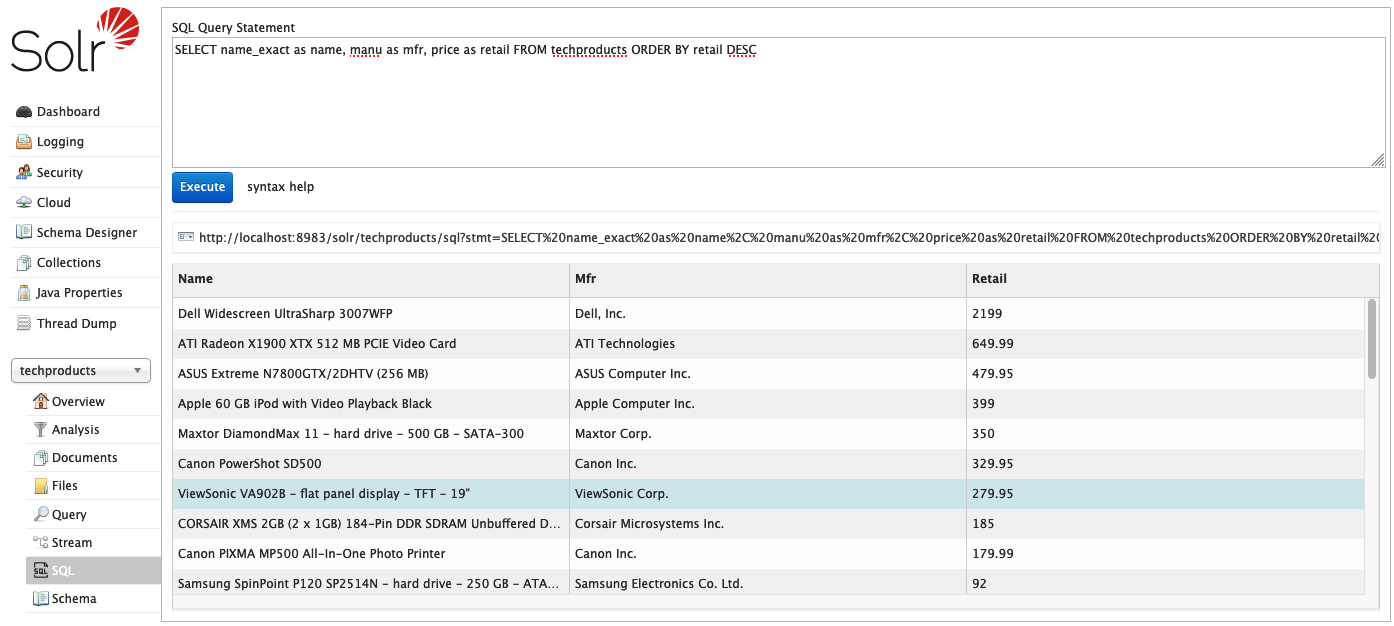 Solr
Dashboard
Logging
Security
Cloud
Schema Designer
Collections
Java Properties
Thread Dump
techproducts
Overview
Analysis
Documents
Files
Query
Stream
SQL
Schema
SQL Query Statement
SELECT name_exact as name, manu as mfr, price as retail FROM techproducts ORDER BY retail DESC
Execute syntax help
http://localhost:8983/solr/techproducts/sql?stmt=SELECT%20name_exact%20as%20name%2C%20manu%20as%20mfr%2C%20price%20as%20retail%20FROM%20techproducts%20ORDER%20BY%20retail%20
Name Mfr Retail
Dell Widescreen UltraSharp 3007WFP Dell, Inc. 2199
ATI Radeon X1900 XTX 512 MB PCIE Video Card ATI Technologies 649.99
ASUS Extreme N7800GTX/2DHTV (256 MB) ASUS Computer Inc. 479.95
Apple 60 GB iPod with Video Playback Black Apple Computer Inc. 399
Maxtor DiamondMax 11 - hard drive - 500 GB - SATA-300 Maxtor Corp. 350
Canon PowerShot SD500 Canon Inc. 329.95
ViewSonic VA902B - flat panel display - TFT - 19" ViewSonic Corp. 279.95
CORSAIR XMS 2GB (2 x 1GB) 184-Pin DDR SDRAM Unbuffered D... Corsair Microsystems Inc. 185
Canon PIXMA MP500 All-In-One Photo Printer Canon Inc. 179.99
Samsung SpinPoint P120 SP2514N - hard drive - 250 GB - ATA... Samsung Electronics Co. Ltd. 92